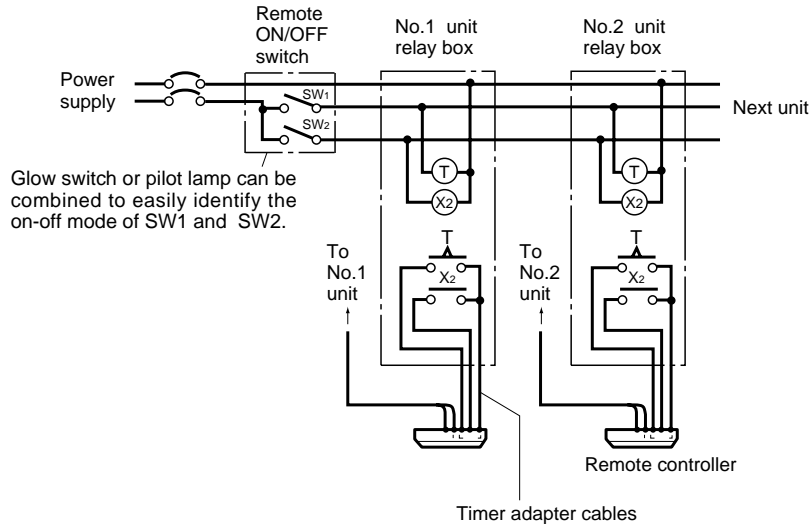 Remote
ON/OFF
switch
No.1 unit
relay box
No.2 unit
relay box
Power
supply
SW1
SW2
Next unit
Glow switch or pilot lamp can be
combined to easily identify the
on-off mode of SW1 and SW2.
T
X2
T
X2
To
No.1
unit
T
X2
To
No.2
unit
T
X2
Remote controller
Timer adapter cables